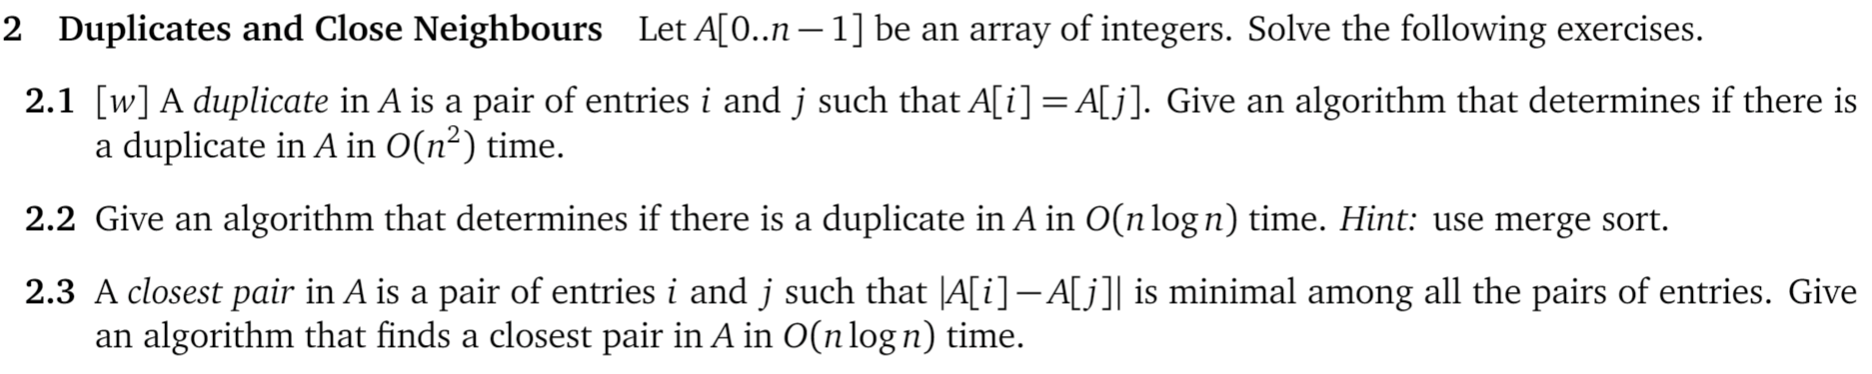 2 Duplicates and Close Neighbours Let A[0..n − 1] be an array of integers. Solve the following exercises.
2.1 [w] A duplicate in A is a pair of entries i and j such that A[i] = A[j]. Give an algorithm that determines if there is
a duplicate in A in O(n²) time.
2.2 Give an algorithm that determines if there is a duplicate in A in O(n log n) time. Hint: use merge sort.
2.3 A closest pair in A is a pair of entries i and j such that |A[i] − A[j]| is minimal among all the pairs of entries. Give
an algorithm that finds a closest pair in A in O(n log n) time.